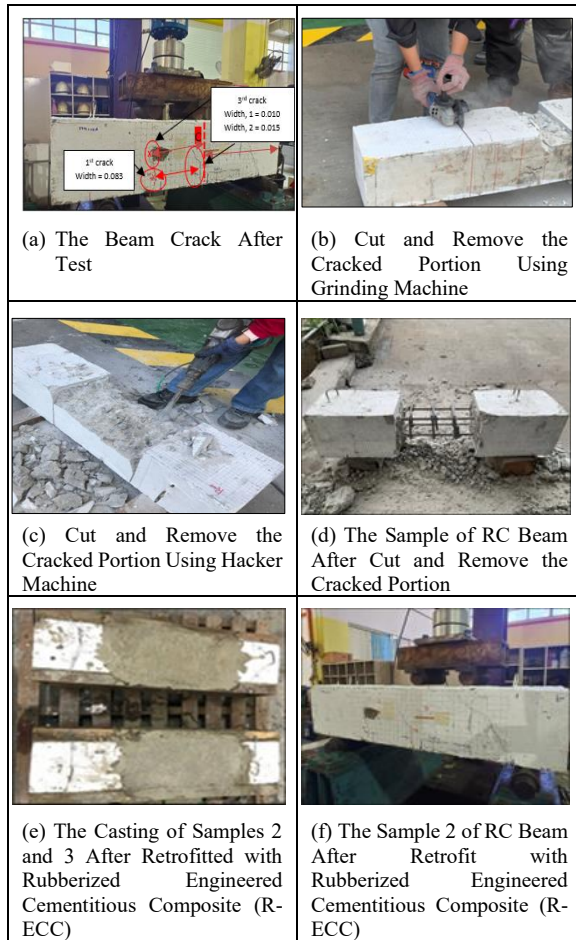 3rd crack
Width, 1 = 0.010
Width, 2 = 0.015
1st crack
Width = 0.083
(a) The Beam Crack After
Test
(b) Cut and Remove the
Cracked Portion Using
Grinding Machine
(c) Cut and Remove the
Cracked Portion Using Hacker
Machine
(d) The Sample of RC Beam
After Cut and Remove the
Cracked Portion
(e) The Casting of Samples 2
and 3 After Retrofitted with
Rubberized Engineered
Cementitious Composite (R-
ECC)
(f) The Sample 2 of RC Beam
After Retrofit with
Rubberized Engineered
Cementitious Composite (R-
ECC)